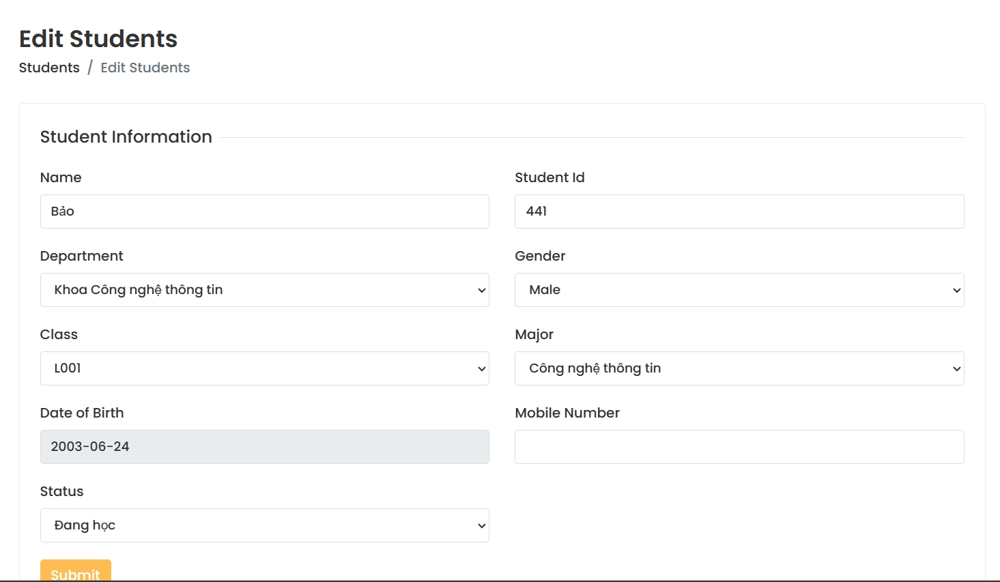 Edit Students
Students / Edit Students
Student Information
Name
Student Id
Bảo
441
Department
Gender
Khoa Công nghệ thông tin
Male
Class
Major
L001
Công nghệ thông tin
Date of Birth
Mobile Number
2003-06-24
Status
Đang học
Submit